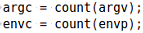 argc = count(argv);
envc = count(envp);